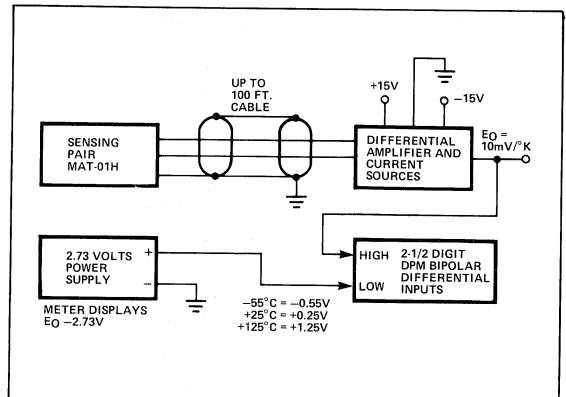 UP TO
100 FT.
CABLE
+15V
−15V
SENSING
PAIR
MAT-01H
DIFFERENTIAL
AMPLIFIER AND
CURRENT
SOURCES
EO =
10mV/°K
2.73 VOLTS
POWER
SUPPLY
+
−
HIGH
LOW
2-1/2 DIGIT
DPM BIPOLAR
DIFFERENTIAL
INPUTS
METER DISPLAYS
EO −2.73V
−55°C = −0.55V
+25°C = +0.25V
+125°C = +1.25V